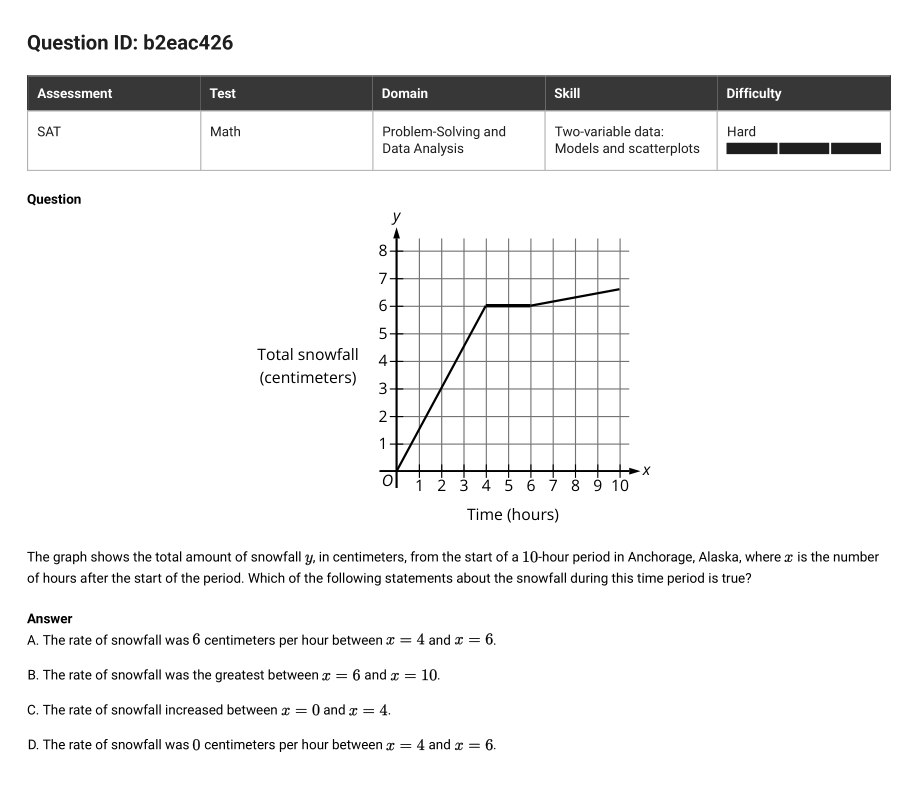 Question ID: b2eac426
Assessment Test Domain Skill Difficulty
SAT Math Problem-Solving and Data Analysis Two-variable data: Models and scatterplots Hard
Question
y
8
7
6
5
4
3
2
1
Total snowfall
(centimeters)
O 1 2 3 4 5 6 7 8 9 10 x
Time (hours)
The graph shows the total amount of snowfall y, in centimeters, from the start of a 10-hour period in Anchorage, Alaska, where x is the number
of hours after the start of the period. Which of the following statements about the snowfall during this time period is true?
Answer
A. The rate of snowfall was 6 centimeters per hour between x = 4 and x = 6.
B. The rate of snowfall was the greatest between x = 6 and x = 10.
C. The rate of snowfall increased between x = 0 and x = 4.
D. The rate of snowfall was 0 centimeters per hour between x = 4 and x = 6.